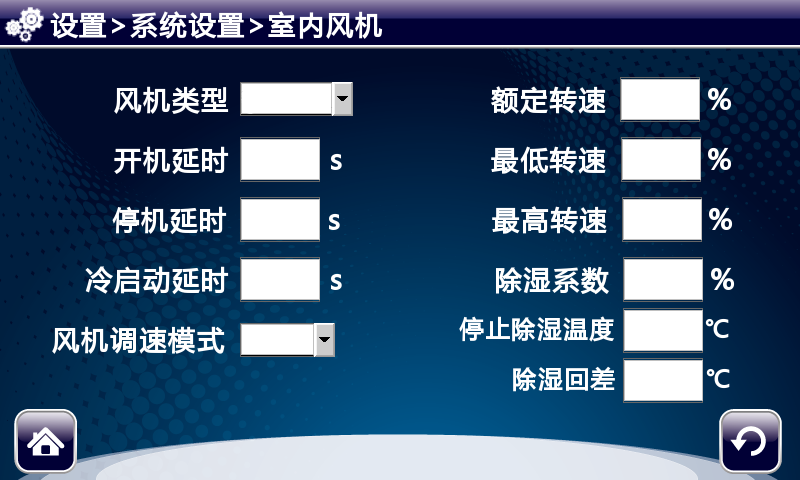 设置>系统设置>室内风机
风机类型
额定转速 %
开机延时 s
最低转速 %
停机延时 s
最高转速 %
冷启动延时 s
除湿系数 %
风机调速模式
停止除湿温度 ℃
除湿回差 ℃